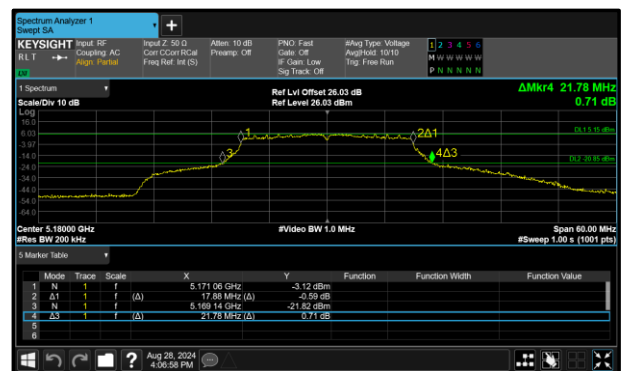 Spectrum Analyzer 1
Swept SA
KEYSIGHT Input: RF Input Z: 50 Ω Atten: 10 dB PNO: Fast #Avg Type: Voltage 1 2 3 4 5 6
RLT Coupling: AC Corr CCorr RCal Preamp: Off Gate: Off Avg|Hold: 10/10 M W W W W W
Align: Partial Freq Ref: Int (S) IF Gain: Low Trig: Free Run
Sig Track: Off P N N N N N
1 Spectrum
Ref Lvl Offset 26.03 dB ΔMkr4 21.78 MHz
Scale/Div 10 dB Ref Level 26.03 dBm 0.71 dB
Log
16.0
6.03 1 2Δ1
-3.97
-14.0 3 4Δ3
-24.0
-34.0
-44.0
-54.0
-64.0
Center 5.18000 GHz #Video BW 1.0 MHz Span 60.00 MHz
#Res BW 200 kHz #Sweep 1.00 s (1001 pts)
5 Marker Table
Mode Trace Scale X Y Function Function Width Function Value
1 N 1 f 5.171 06 GHz -3.12 dBm
2 Δ1 1 f (Δ) 17.88 MHz (Δ) -0.59 dB
3 N 1 f 5.169 14 GHz -21.82 dBm
4 Δ3 1 f (Δ) 21.78 MHz (Δ) 0.71 dB
5
6
Aug 28, 2024
4:06:58 PM